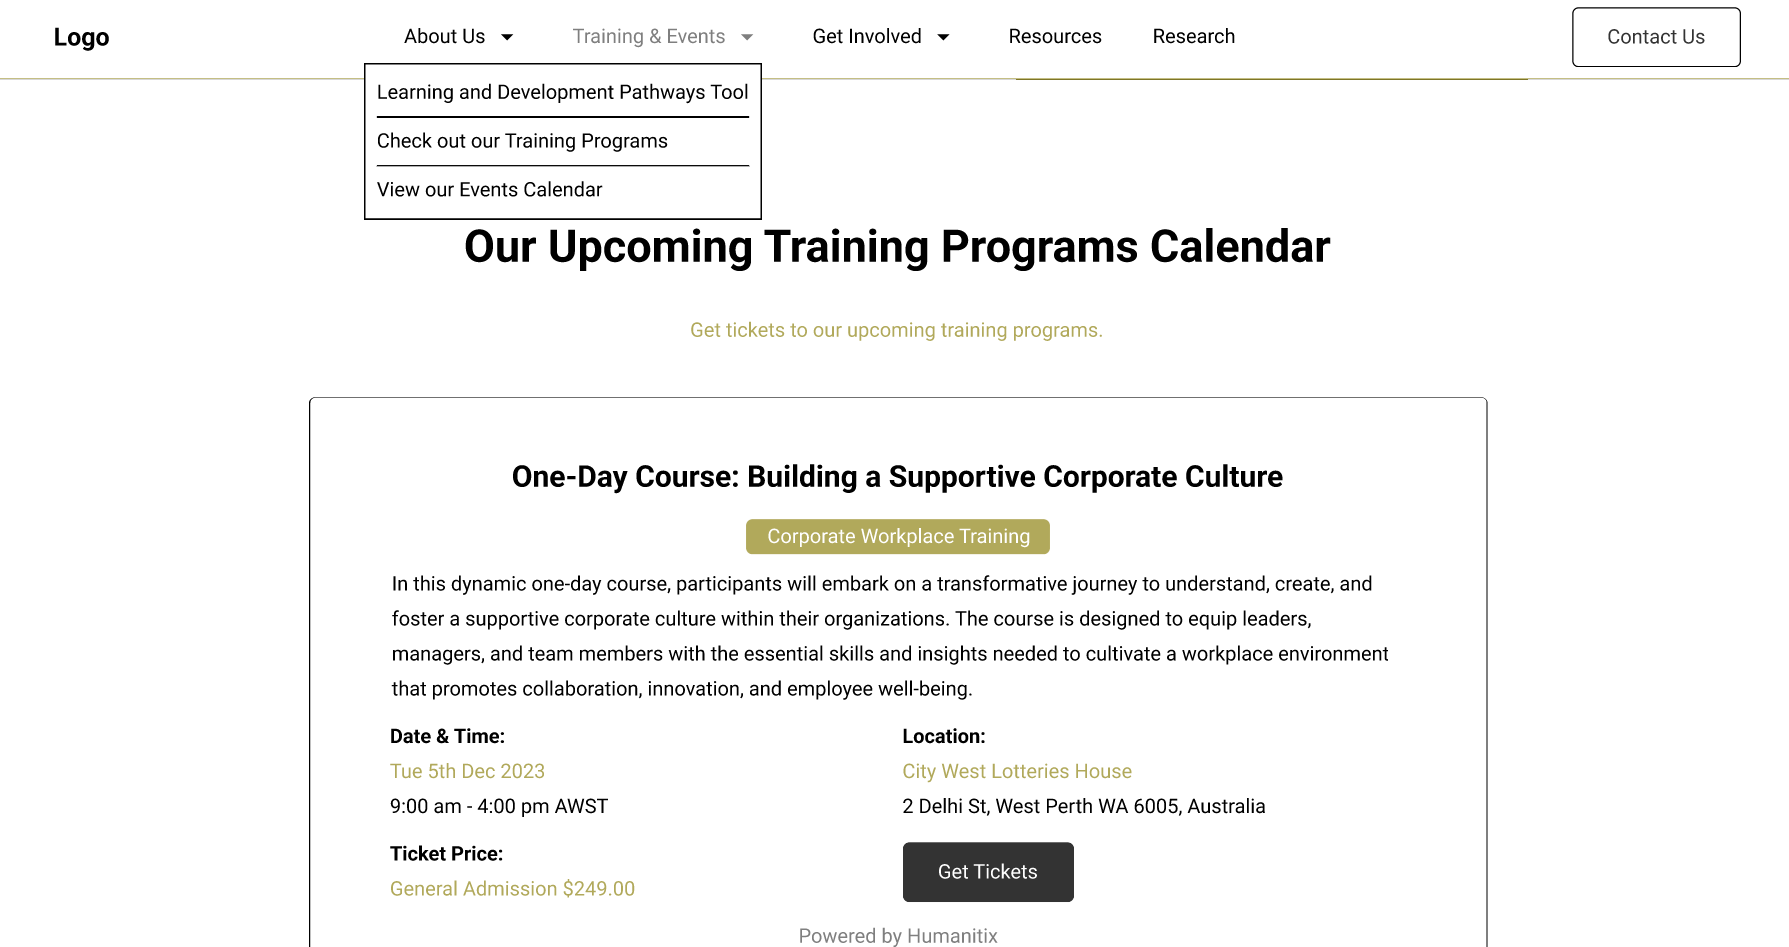 Logo
About Us
Training & Events
Get Involved
Resources
Research
Contact Us
Learning and Development Pathways Tool
Check out our Training Programs
View our Events Calendar
Our Upcoming Training Programs Calendar
Get tickets to our upcoming training programs.
One-Day Course: Building a Supportive Corporate Culture
Corporate Workplace Training
In this dynamic one-day course, participants will embark on a transformative journey to understand, create, and
foster a supportive corporate culture within their organizations. The course is designed to equip leaders,
managers, and team members with the essential skills and insights needed to cultivate a workplace environment
that promotes collaboration, innovation, and employee well-being.
Date & Time:
Tue 5th Dec 2023
9:00 am - 4:00 pm AWST
Location:
City West Lotteries House
2 Delhi St, West Perth WA 6005, Australia
Ticket Price:
General Admission $249.00
Get Tickets
Powered by Humanitix